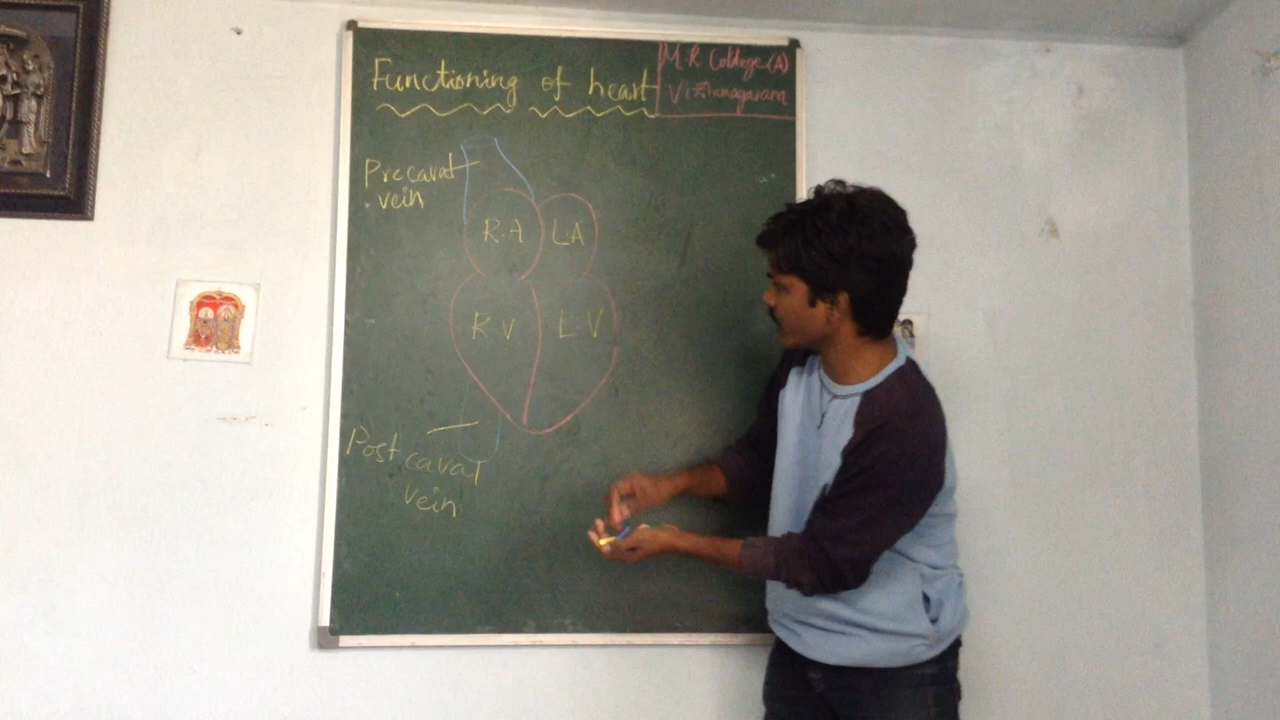 Functioning of heart
M.R College(A)
Vizianagaram
Precaval
vein
R.A
L.A
R V
L V
Post caval
vein